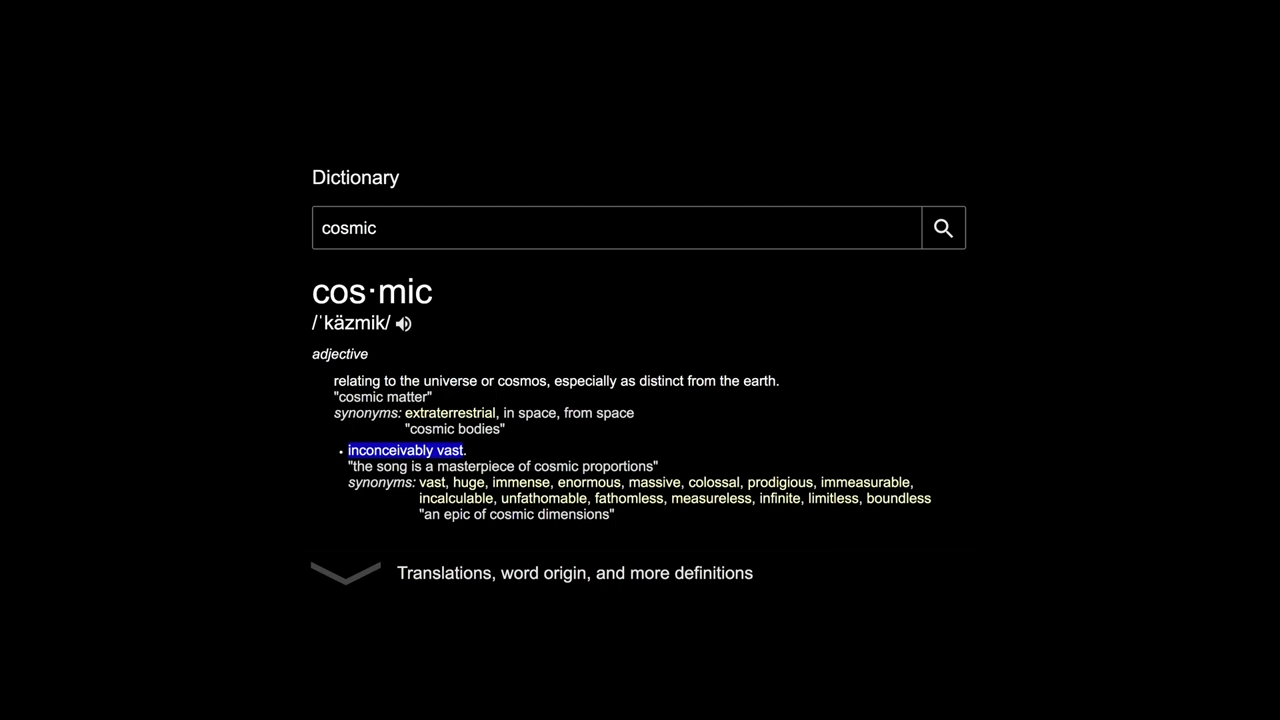 Dictionary
cosmic
cos·mic
/ˈkäzmik/
adjective
relating to the universe or cosmos, especially as distinct from the earth.
"cosmic matter"
synonyms: extraterrestrial, in space, from space
"cosmic bodies"
• inconceivably vast.
"the song is a masterpiece of cosmic proportions"
synonyms: vast, huge, immense, enormous, massive, colossal, prodigious, immeasurable,
incalculable, unfathomable, fathomless, measureless, infinite, limitless, boundless
"an epic of cosmic dimensions"
Translations, word origin, and more definitions